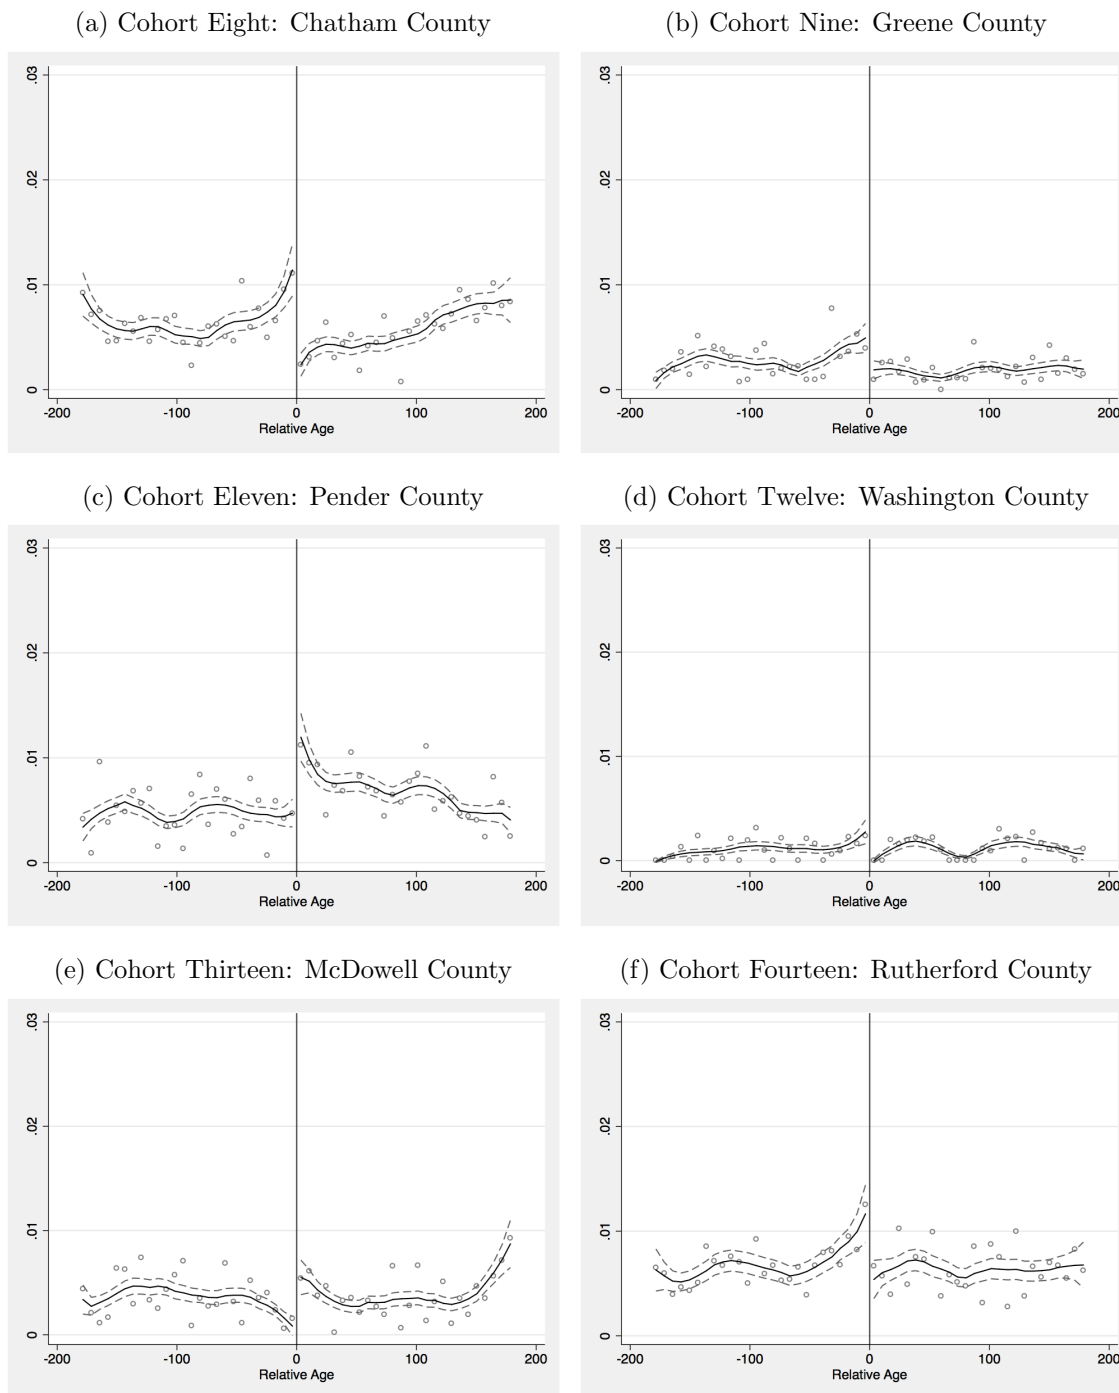 (a) Cohort Eight: Chatham County
(b) Cohort Nine: Greene County
.03
.02
.01
0
-200 -100 0 100 200
Relative Age
.03
.02
.01
0
-200 -100 0 100 200
Relative Age
(c) Cohort Eleven: Pender County
(d) Cohort Twelve: Washington County
.03
.02
.01
0
-200 -100 0 100 200
Relative Age
.03
.02
.01
0
-200 -100 0 100 200
Relative Age
(e) Cohort Thirteen: McDowell County
(f) Cohort Fourteen: Rutherford County
.03
.02
.01
0
-200 -100 0 100 200
Relative Age
.03
.02
.01
0
-200 -100 0 100 200
Relative Age